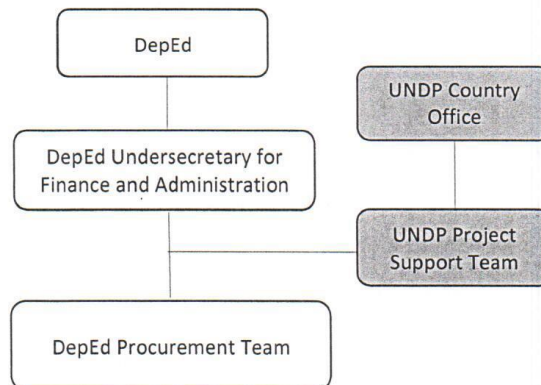 DepEd
UNDP Country
Office
DepEd Undersecretary for
Finance and Administration
UNDP Project
Support Team
DepEd Procurement Team